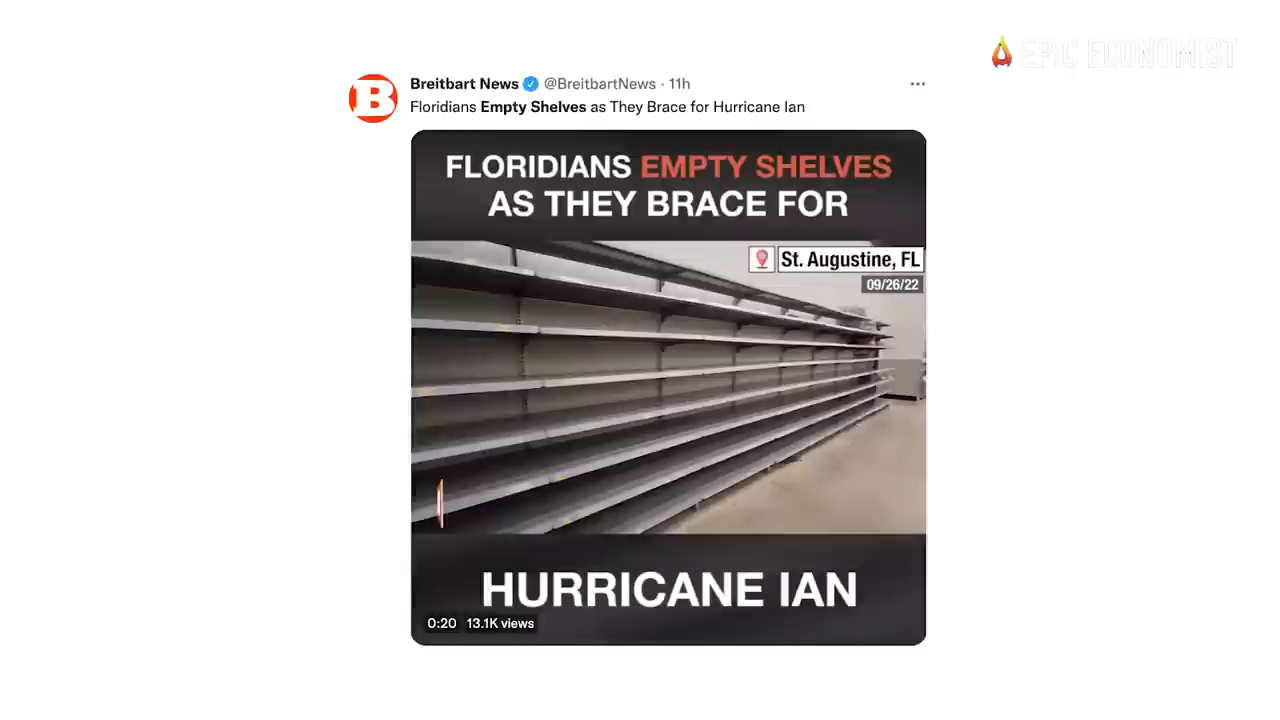 EPIC ECONOMIST
Breitbart News @BreitbartNews · 11h
Floridians Empty Shelves as They Brace for Hurricane Ian
FLORIDIANS EMPTY SHELVES
AS THEY BRACE FOR
St. Augustine, FL
09/26/22
HURRICANE IAN
0:20 13.1K views